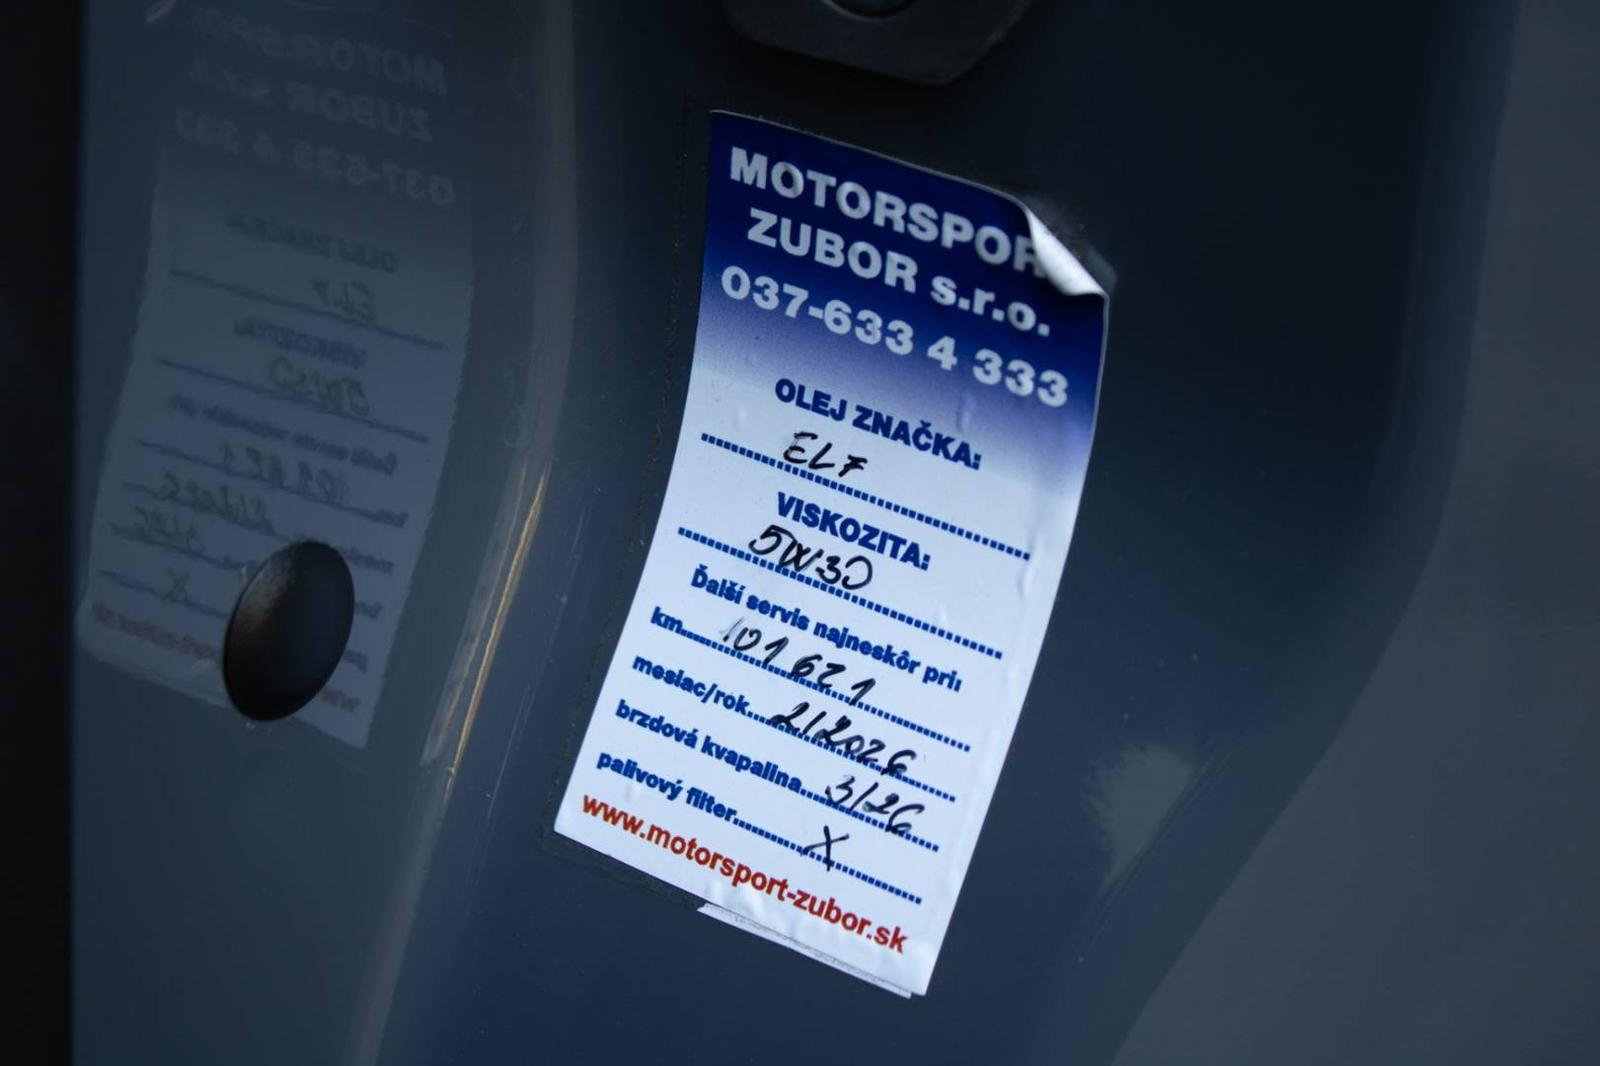 MOTORSPOR
ZUBOR s.r.o.
037-633 4 333
OLEJ ZNAČKA:
ELF
VISKOZITA:
5W30
Ďalší servis najneskôr pri:
km 101 621
mesiac/rok 2/2026
brzdová kvapalina 3/26
palivový filter X
www.motorsport-zubor.sk